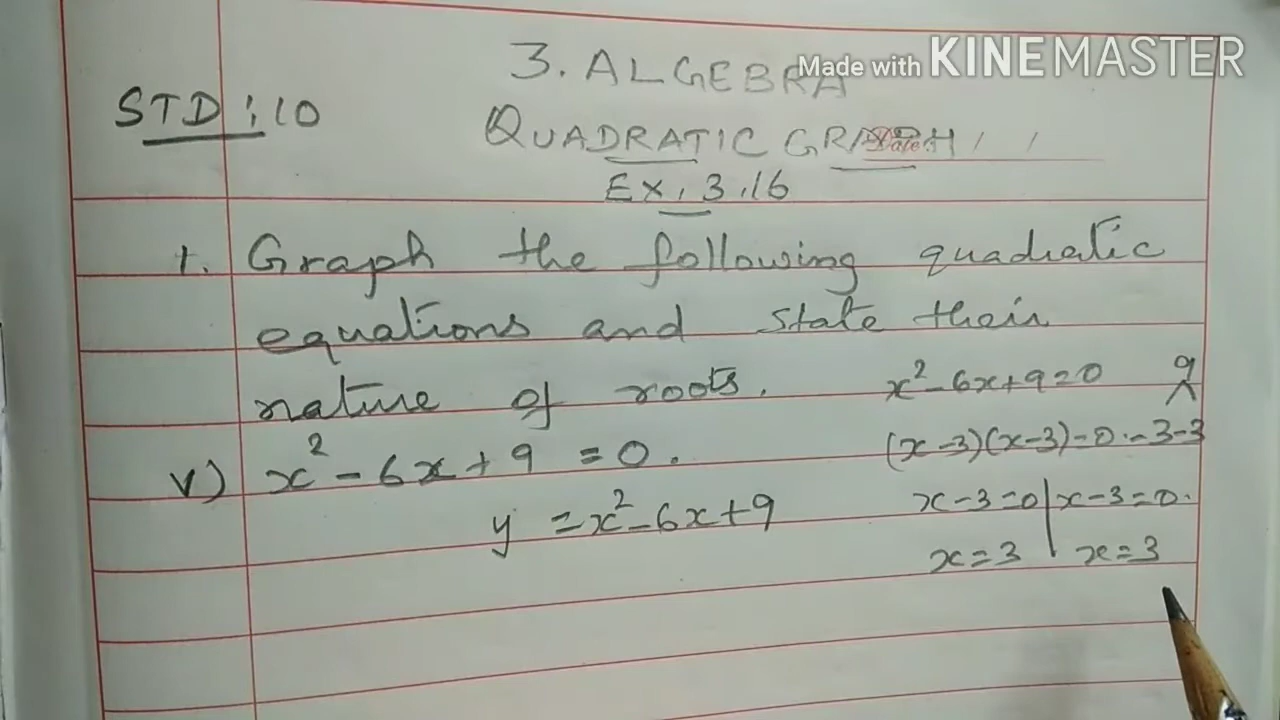 Made with KINEMASTER
3. ALGEBRA
STD : 10
QUADRATIC GRAPH
Date : / /
Ex. 3.16
1. Graph the following quadratic
equations and state their
nature of roots.
v) x² - 6x + 9 = 0.
y = x² - 6x + 9
x² - 6x + 9 = 0
9
(x - 3)(x - 3) = 0. -3 -3
x - 3 = 0 | x - 3 = 0.
x = 3 | x = 3